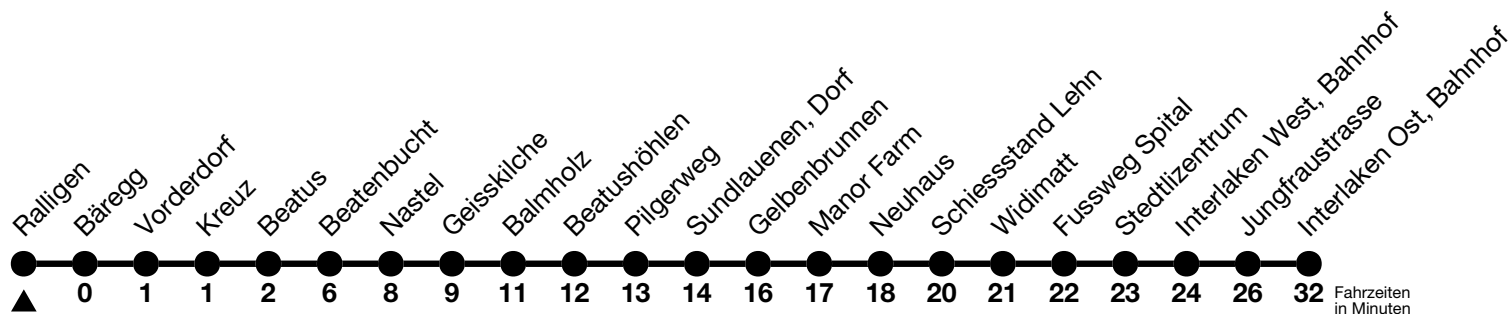 Ralligen
Bäregg
Vorderdorf
Kreuz
Beatus
Beatenbucht
Nastel
Geisskilche
Balmholz
Beatushöhlen
Pilgerweg
Sundlauenen, Dorf
Gelbenbrunnen
Manor Farm
Neuhaus
Schiessstand Lehn
Widimatt
Fussweg Spital
Stedtlizentrum
Interlaken West, Bahnhof
Jungfraustrasse
Interlaken Ost, Bahnhof
0 1 1 2 6 8 9 11 12 13 14 16 17 18 20 21 22 23 24 26 32 Fahrzeiten
in Minuten